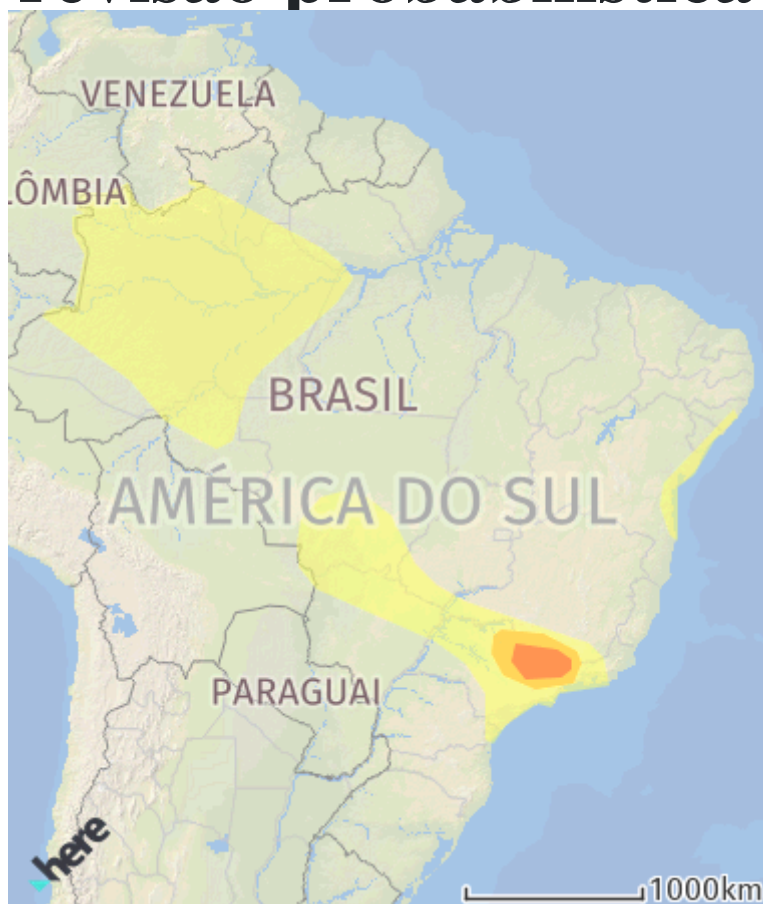 VENEZUELA
LÔMBIA
BRASIL
AMÉRICA DO SUL
PARAGUAI
here
1000km